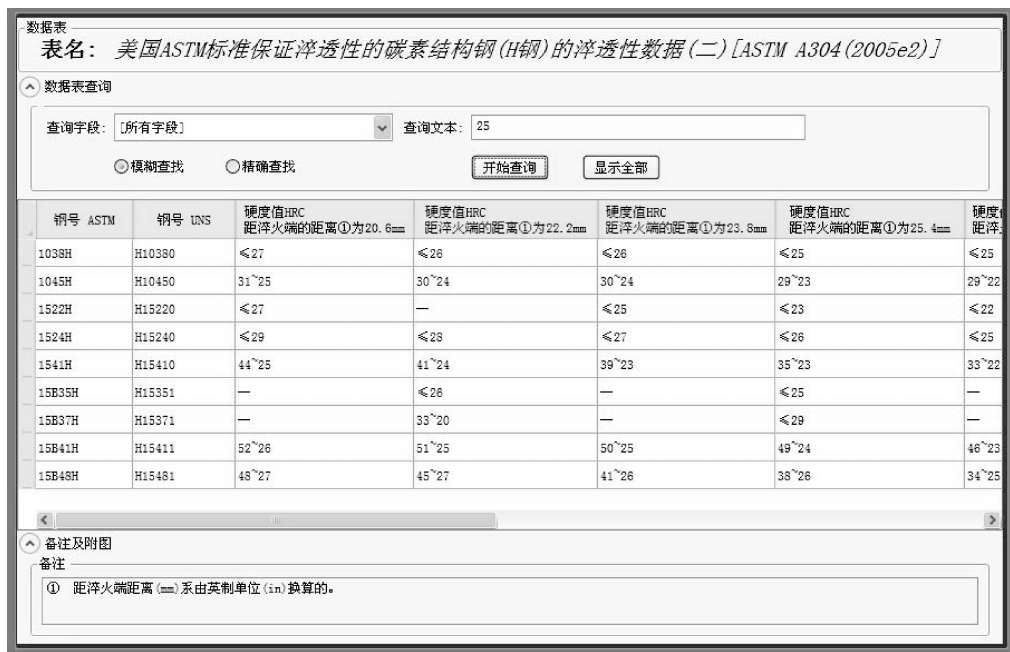 数据表
表名: 美国ASTM标准保证淬透性的碳素结构钢(H钢)的淬透性数据(二)[ASTM A304(2005e2)]
数据表查询
查询字段: [所有字段] 查询文本: 25
模糊查找 精确查找 开始查询 显示全部
钢号 ASTM 钢号 UNS 硬度值HRC 硬度值HRC 硬度值HRC 硬度值HRC 硬度
距淬火端的距离①为20.6mm 距淬火端的距离①为22.2mm 距淬火端的距离①为23.8mm 距淬火端的距离①为25.4mm 距淬
1038H H10380 ≤27 ≤26 ≤26 ≤25 ≤25
1045H H10450 31~25 30~24 30~24 29~23 29~22
1522H H15220 ≤27 — ≤25 ≤23 ≤22
1524H H15240 ≤29 ≤28 ≤27 ≤26 ≤25
1541H H15410 44~25 41~24 39~23 35~23 33~22
15B35H H15351 — ≤26 — ≤25 —
15B37H H15371 — 33~20 — ≤29 —
15B41H H15411 52~26 51~25 50~25 49~24 46~23
15B48H H15481 48~27 45~27 41~26 38~26 34~25
备注及附图
备注
① 距淬火端距离(mm)系由英制单位(in)换算的。